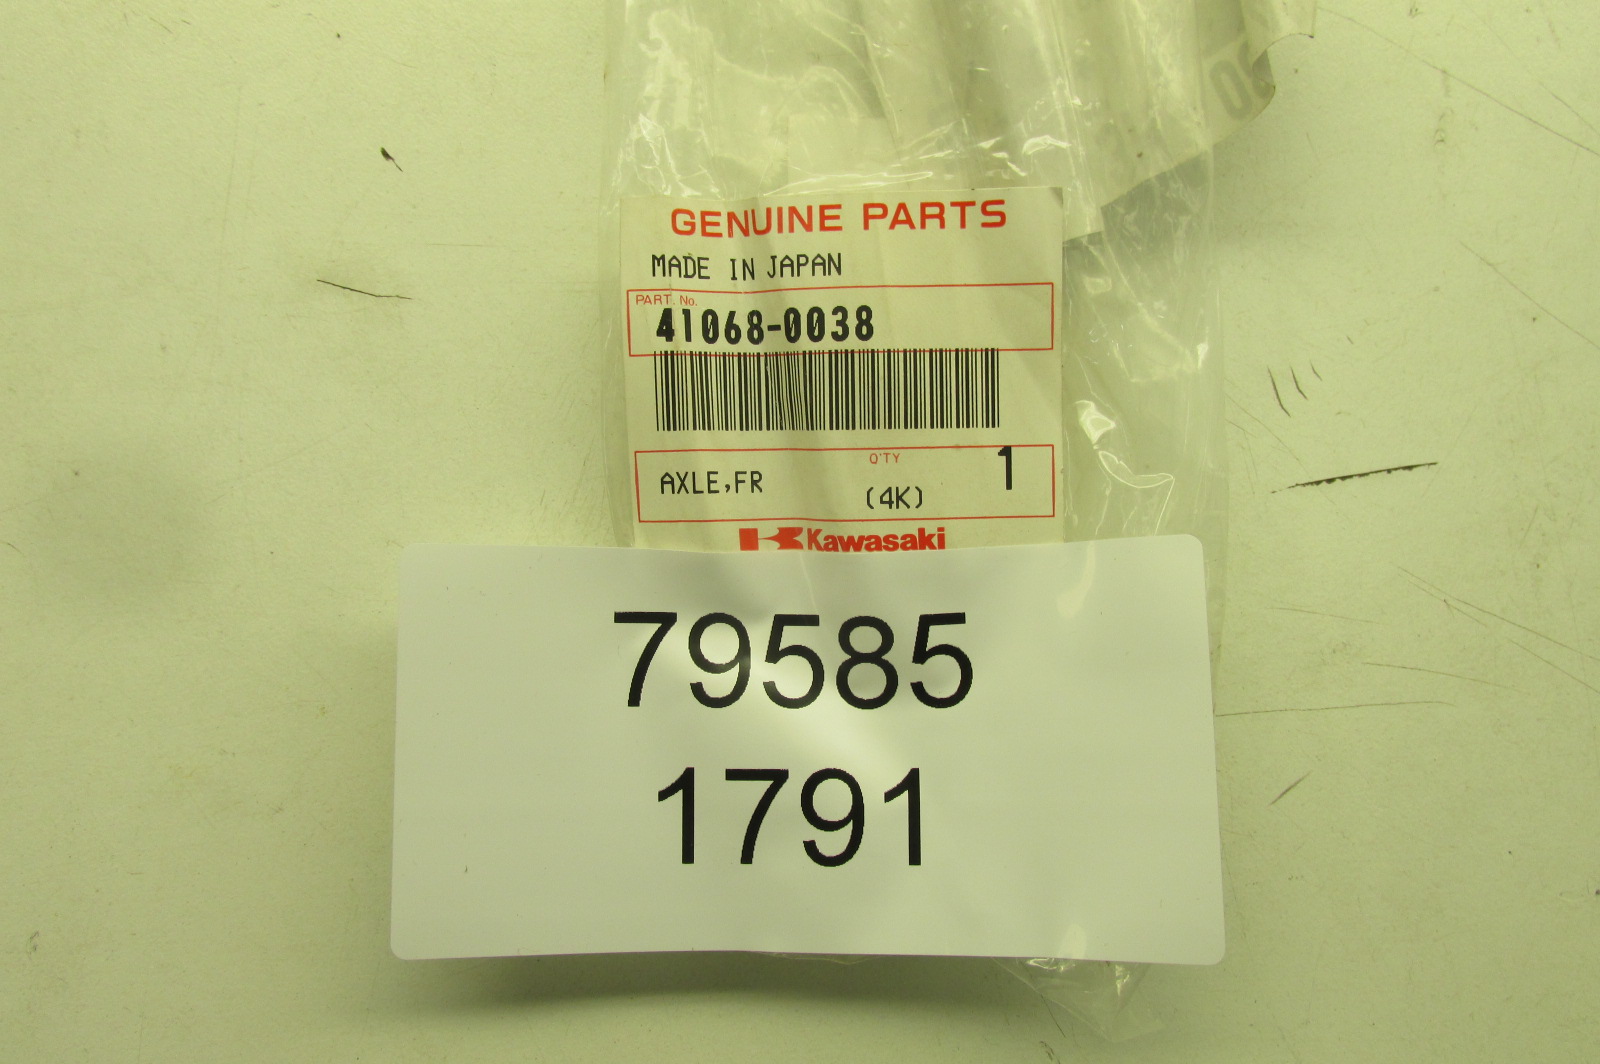 GENUINE PARTS
MADE IN JAPAN
PART. No.
41068-0038
Q'TY
AXLE,FR
(4K)
1
Kawasaki
79585
1791